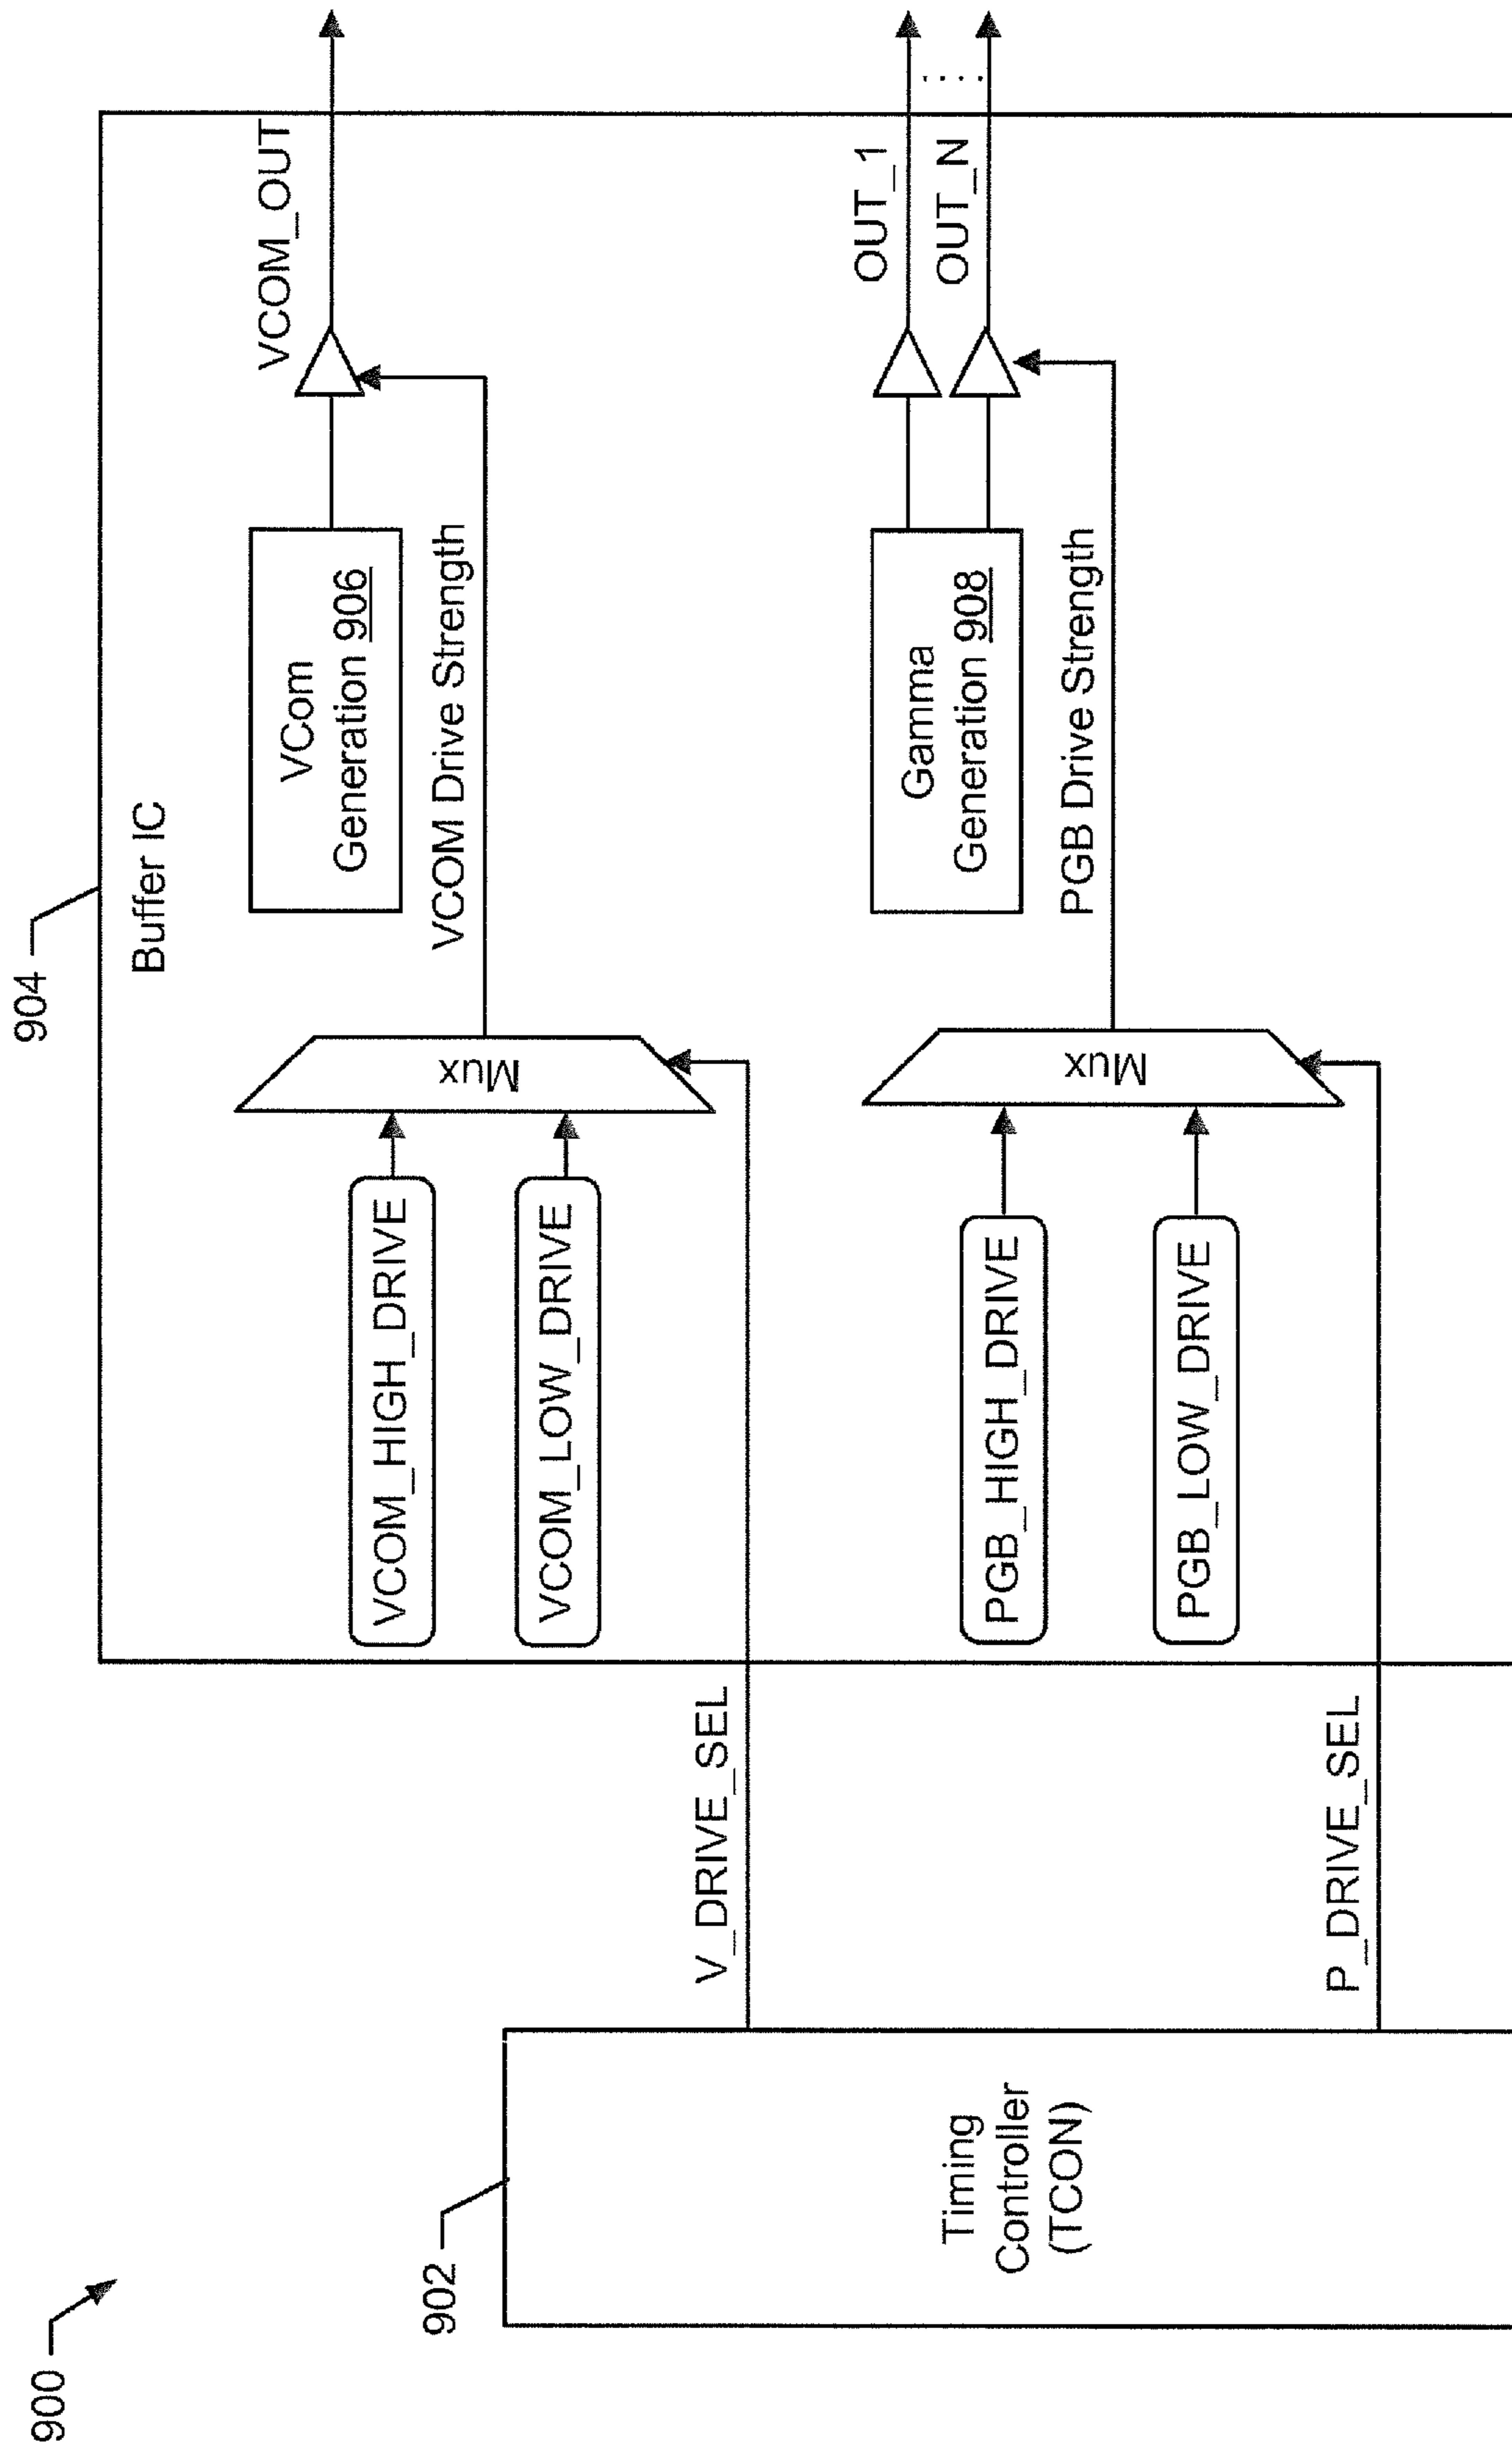 900
902
Timing
Controller
(TCON)
V_DRIVE_SEL
P_DRIVE_SEL
904
Buffer IC
VCOM_HIGH_DRIVE
VCOM_LOW_DRIVE
Mux
VCom
Generation 906
VCOM Drive Strength
VCOM_OUT
PGB_HIGH_DRIVE
PGB_LOW_DRIVE
Mux
Gamma
Generation 908
PGB Drive Strength
OUT_1
OUT_N